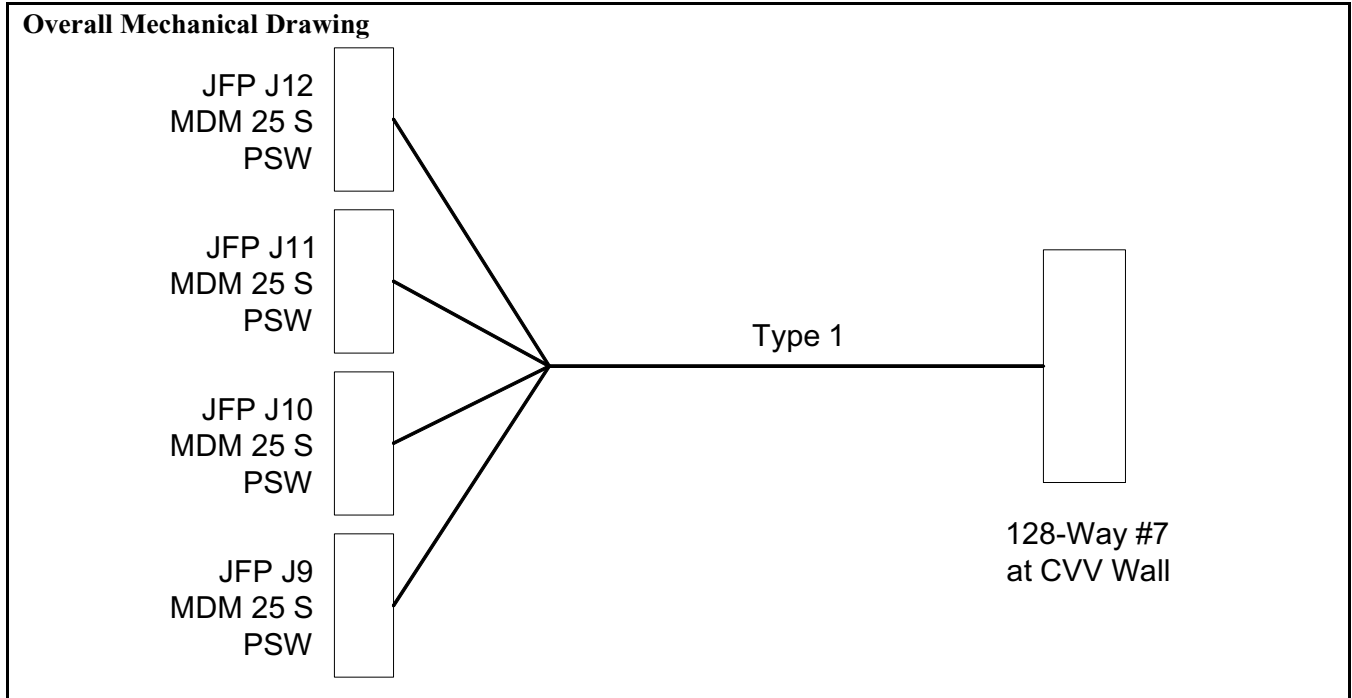 Overall Mechanical Drawing
JFP J12
MDM 25 S
PSW
JFP J11
MDM 25 S
PSW
Type 1
JFP J10
MDM 25 S
PSW
128-Way #7
at CVV Wall
JFP J9
MDM 25 S
PSW